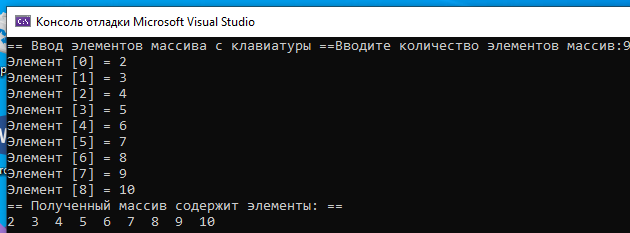 Консоль отладки Microsoft Visual Studio
== Ввод элементов массива с клавиатуры ==Введите количество элементов массив:9
Элемент [0] = 2
Элемент [1] = 3
Элемент [2] = 4
Элемент [3] = 5
Элемент [4] = 6
Элемент [5] = 7
Элемент [6] = 8
Элемент [7] = 9
Элемент [8] = 10
== Полученный массив содержит элементы: ==
2  3  4  5  6  7  8  9  10